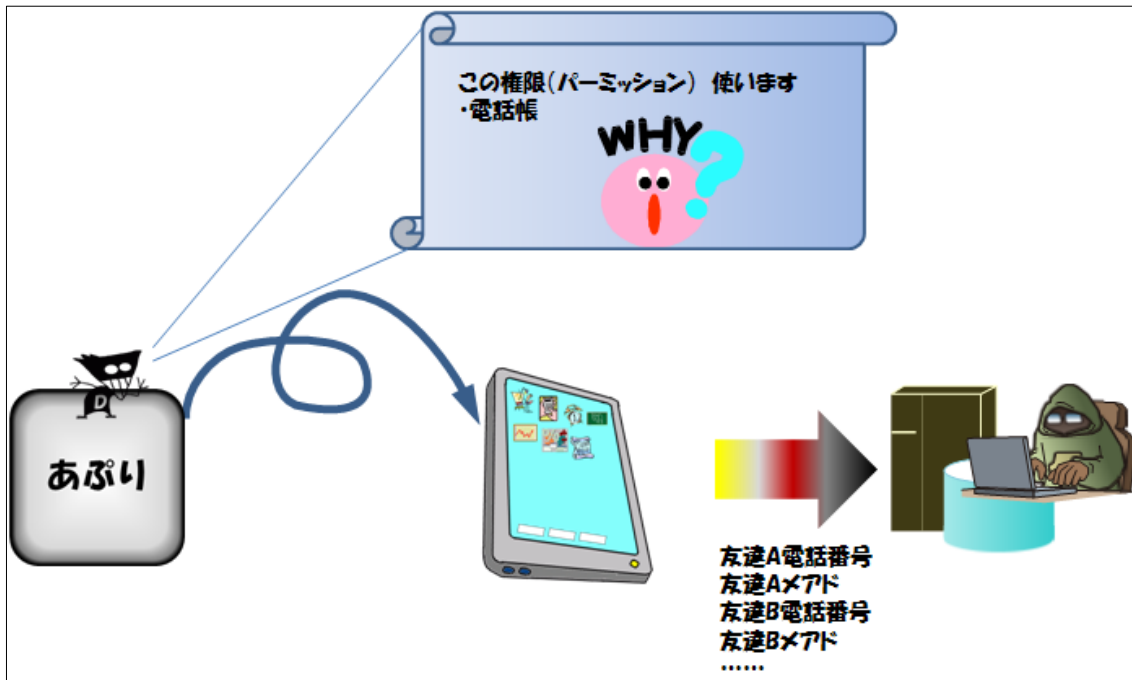 この権限(パーミッション) 使います
・電話帳
WHY?
D
あぷり
友達A電話番号
友達Aメアド
友達B電話番号
友達Bメアド
……